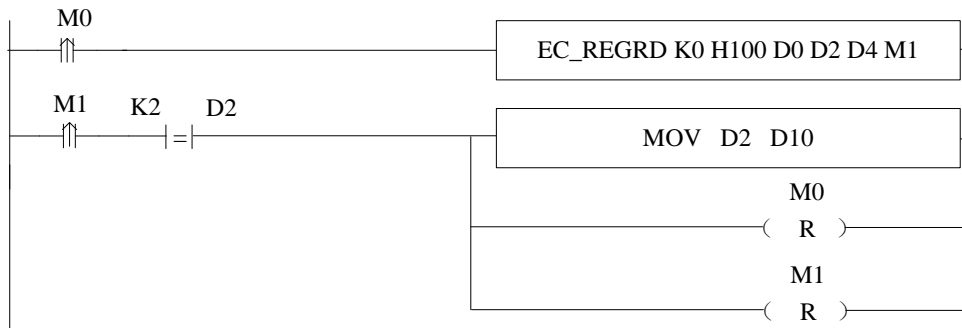 M0
EC_REGRD K0 H100 D0 D2 D4 M1
M1 K2 = D2
MOV D2 D10
M0
( R )
M1
( R )